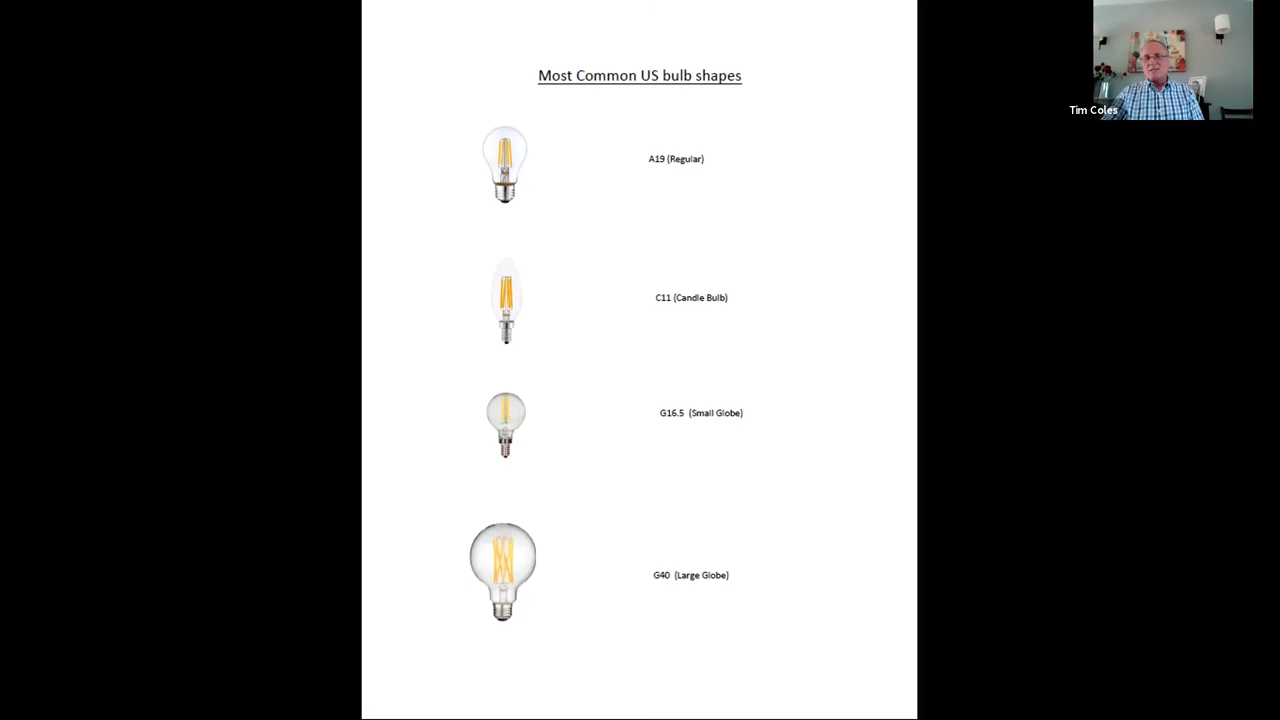 Most Common US bulb shapes
Tim Coles
A19 (Regular)
C11 (Candle Bulb)
G16.5 (Small Globe)
G40 (Large Globe)